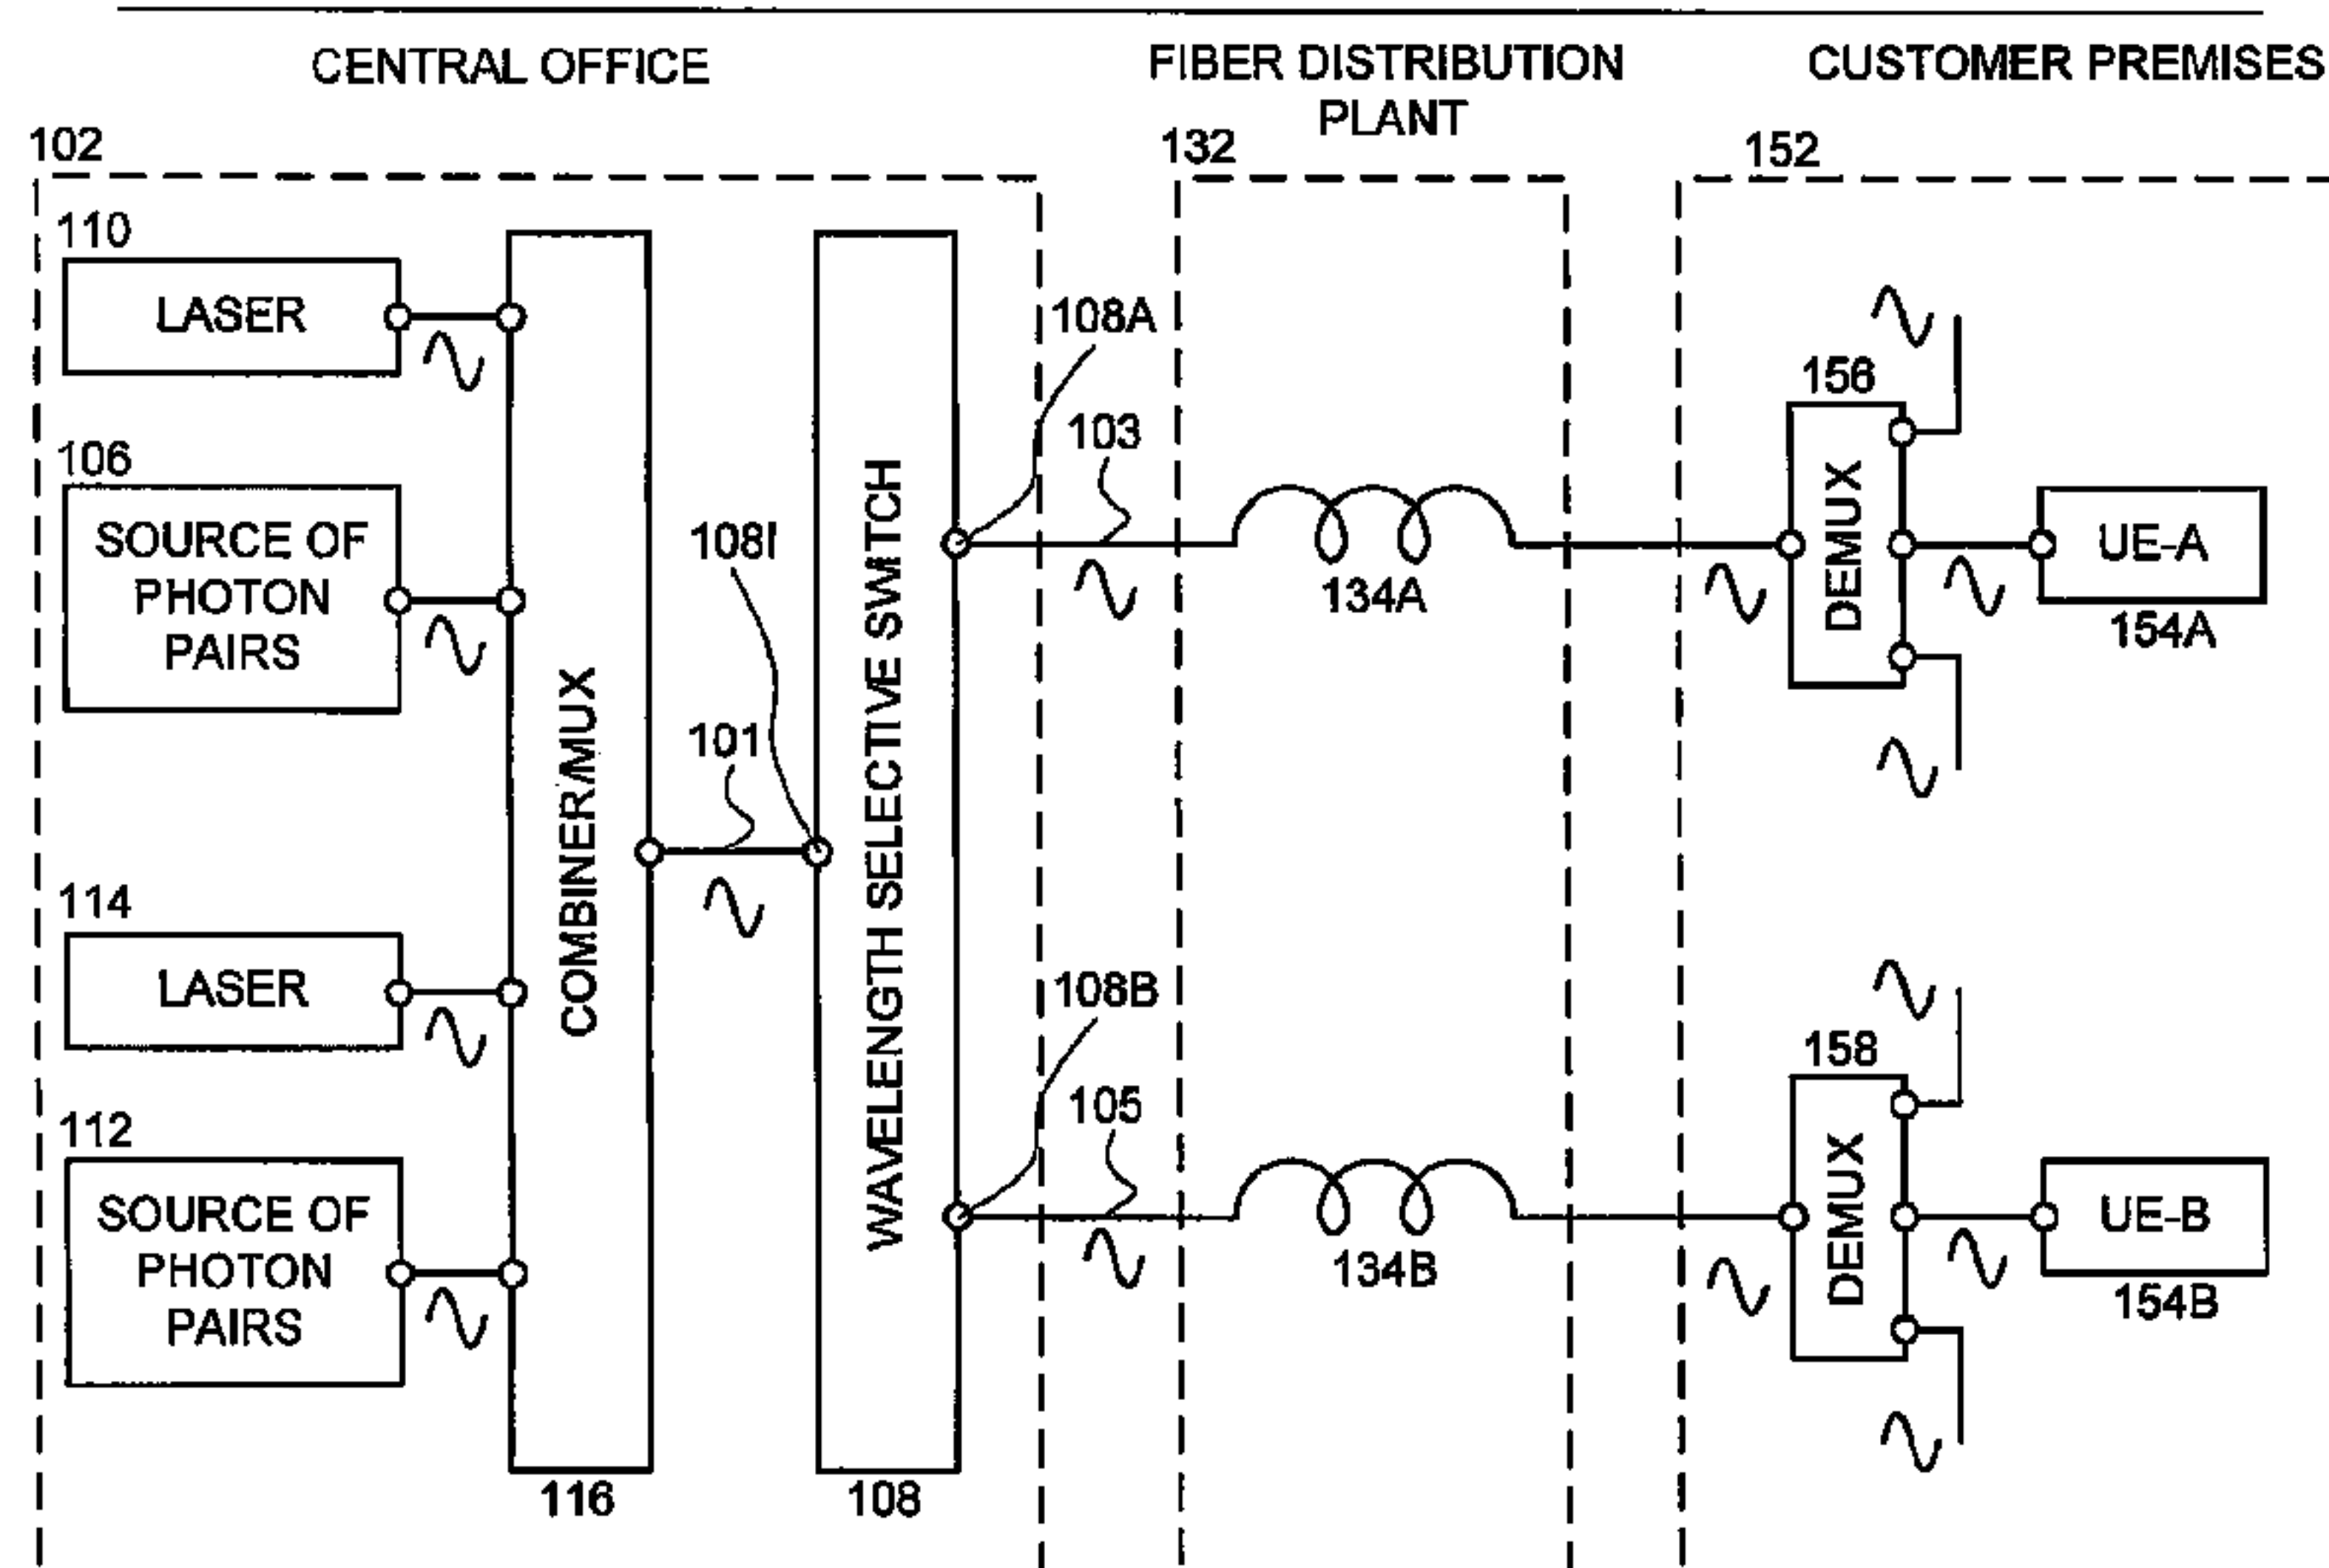 CENTRAL OFFICE
FIBER DISTRIBUTION
PLANT
CUSTOMER PREMISES
102
132
152
110
LASER
106
SOURCE OF
PHOTON
PAIRS
114
LASER
112
SOURCE OF
PHOTON
PAIRS
COMBINER/MUX
116
101
108I
WAVELENGTH SELECTIVE SWITCH
108
108A
103
134A
108B
105
134B
156
DEMUX
UE-A
154A
158
DEMUX
UE-B
154B